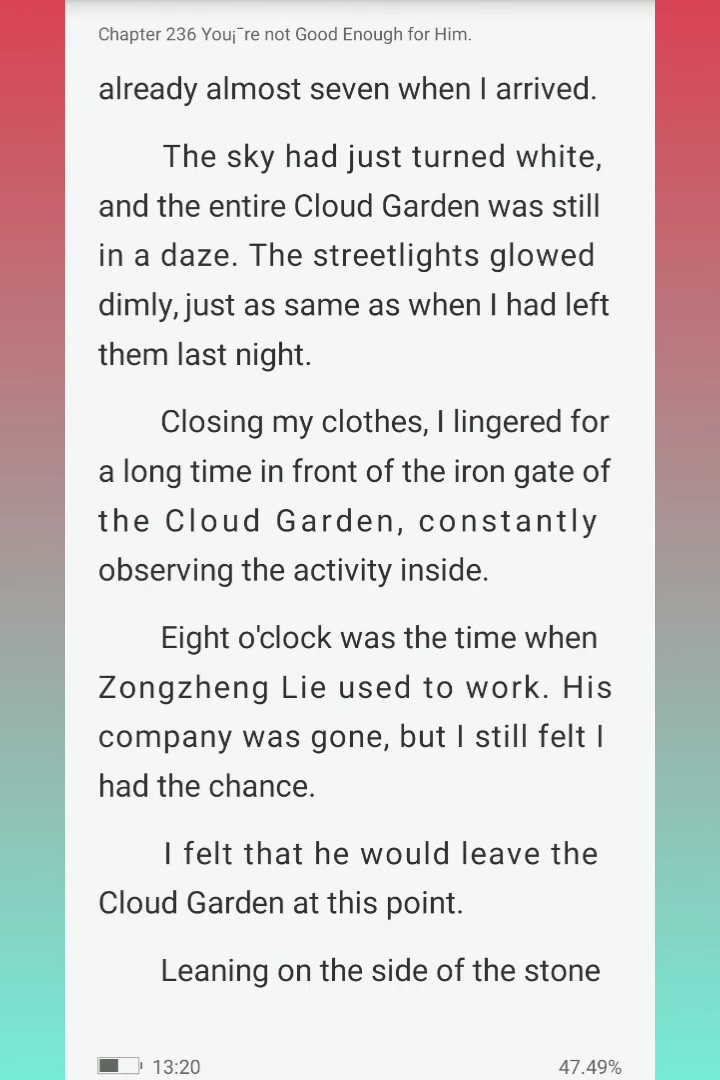 Chapter 236 You¡¯re not Good Enough for Him.
already almost seven when I arrived.
The sky had just turned white,
and the entire Cloud Garden was still
in a daze. The streetlights glowed
dimly, just as same as when I had left
them last night.
Closing my clothes, I lingered for
a long time in front of the iron gate of
the Cloud Garden, constantly
observing the activity inside.
Eight o'clock was the time when
Zongzheng Lie used to work. His
company was gone, but I still felt I
had the chance.
I felt that he would leave the
Cloud Garden at this point.
Leaning on the side of the stone
13:20 47.49%